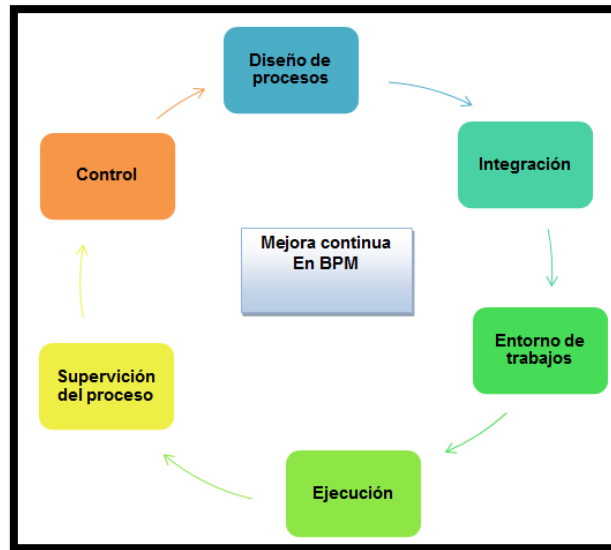 Diseño de
procesos
Integración
Entorno de
trabajos
Ejecución
Supervición
del proceso
Control
Mejora continua
En BPM